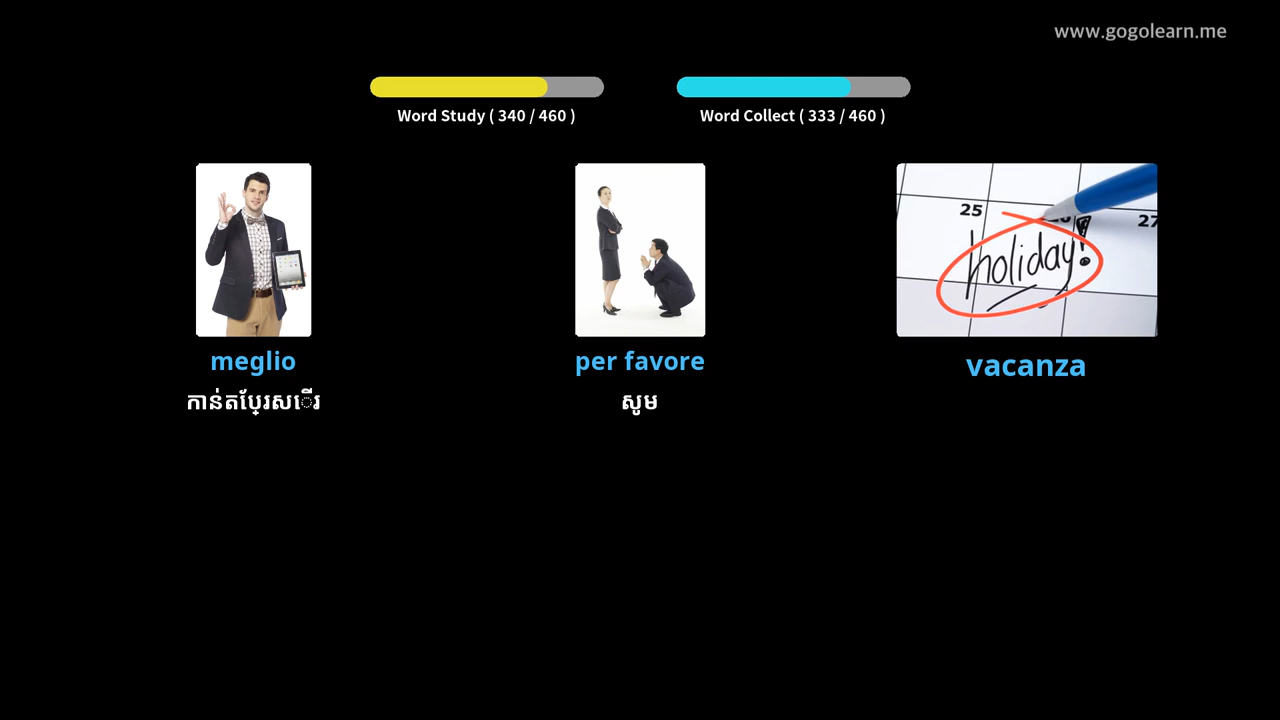 www.gogolearn.me
Word Study ( 340 / 460 )
Word Collect ( 333 / 460 )
25
27
holiday!
meglio
per favore
vacanza
កាន់តប្រែសើរ
សូម